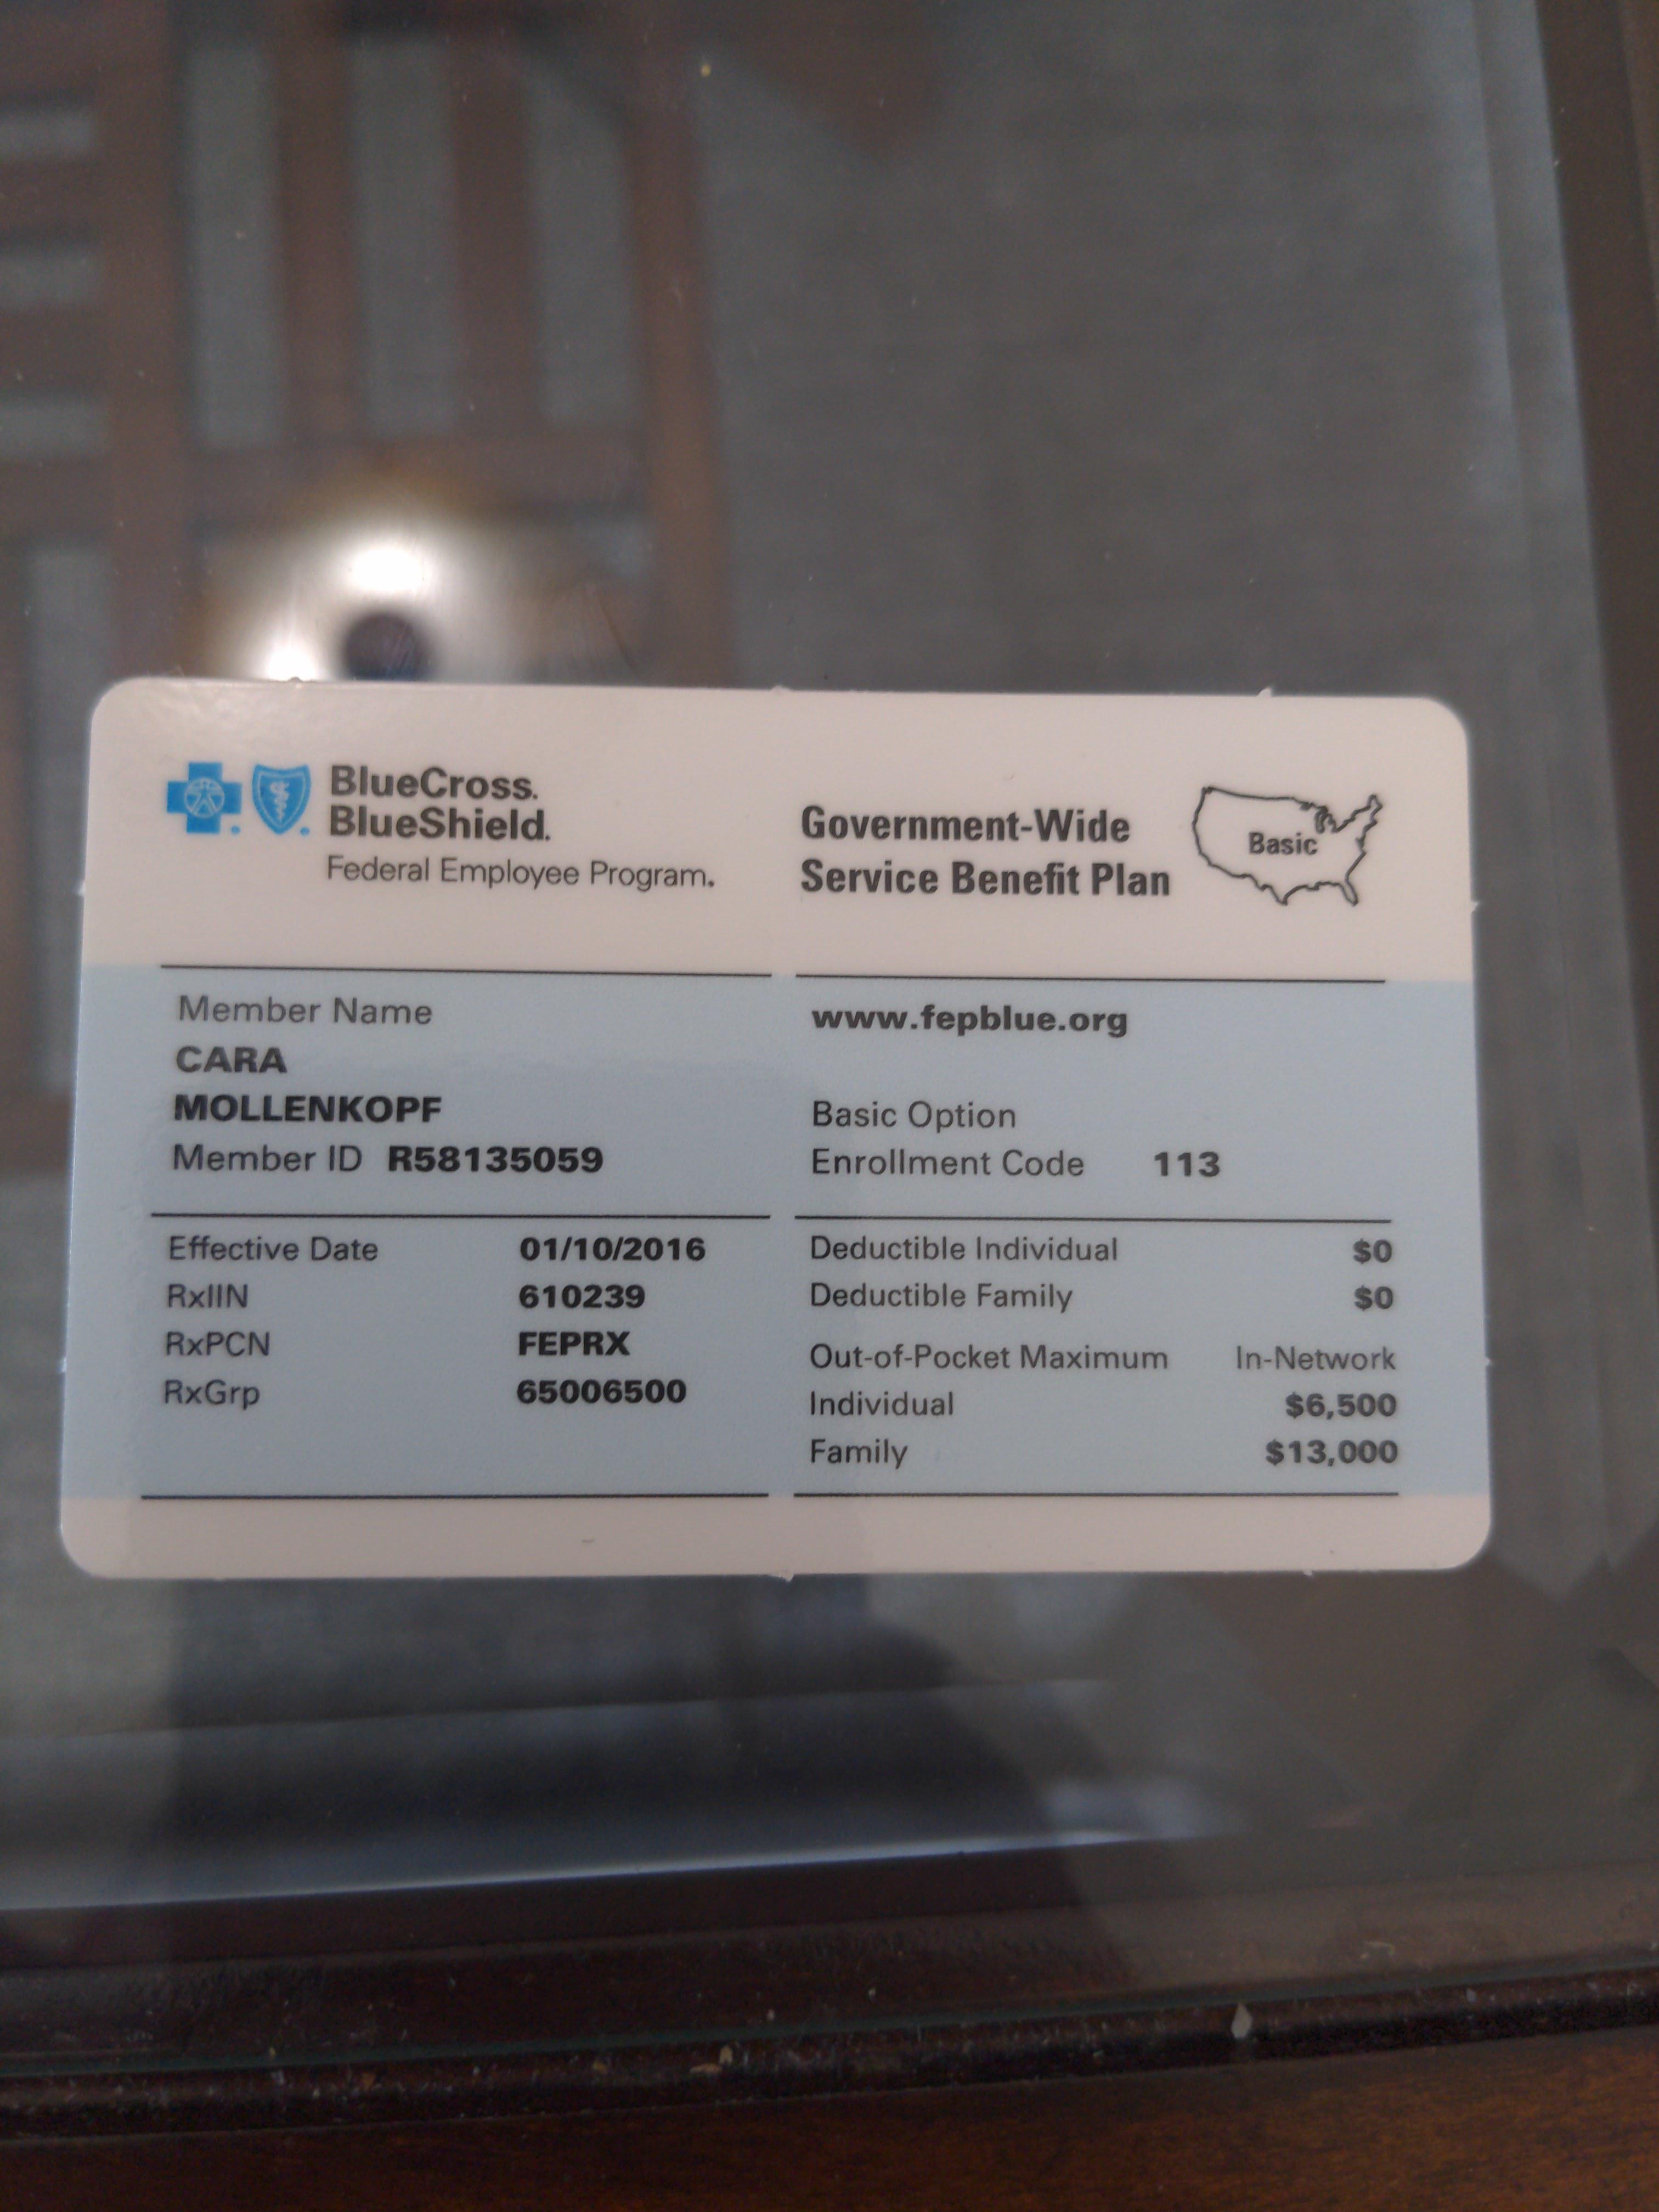 BlueCross.
BlueShield.
Federal Employee Program.
Government-Wide
Service Benefit Plan
Basic
Member Name
CARA
MOLLENKOPF
Member ID R58135059
www.fepblue.org
Basic Option
Enrollment Code 113
Effective Date 01/10/2016
RxIIN 610239
RxPCN FEPRX
RxGrp 65006500
Deductible Individual $0
Deductible Family $0
Out-of-Pocket Maximum In-Network
Individual $6,500
Family $13,000